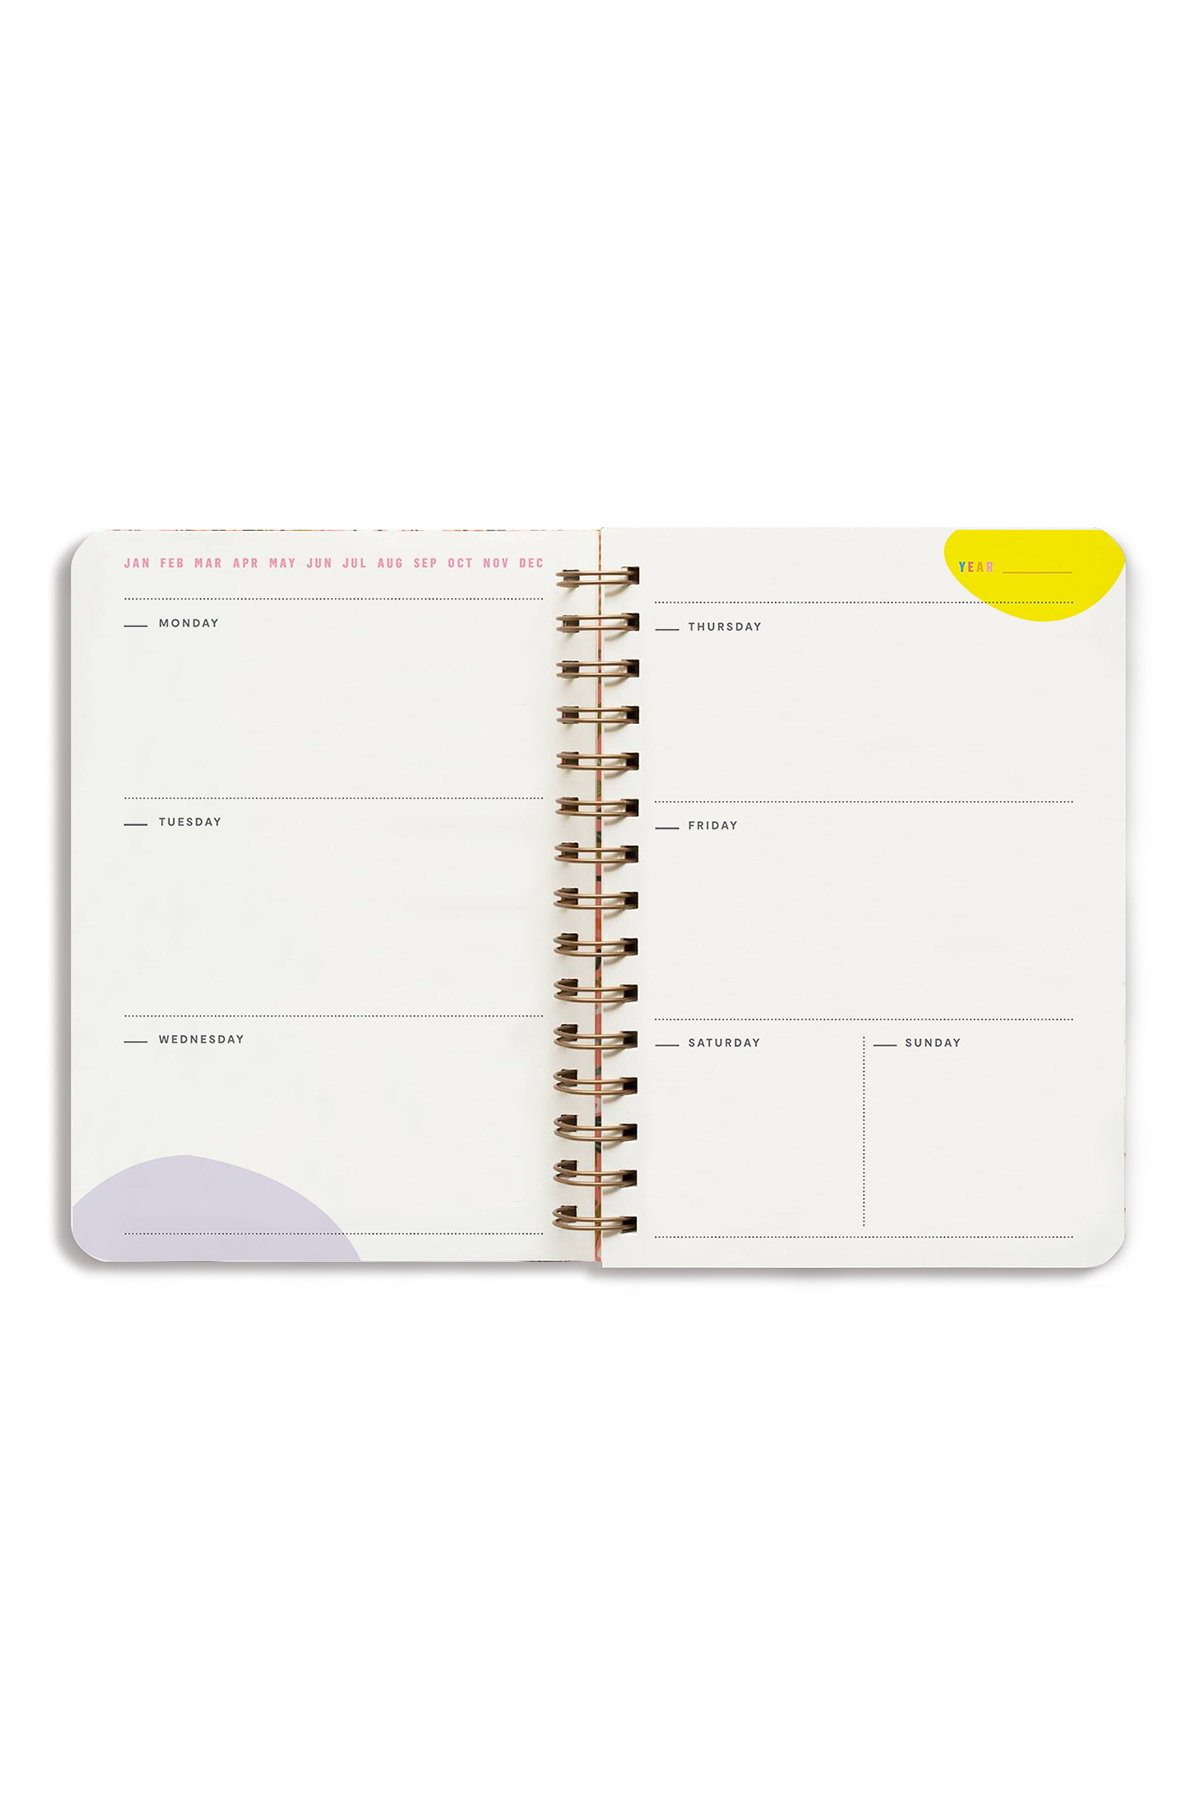 JAN FEB MAR APR MAY JUN JUL AUG SEP OCT NOV DEC
MONDAY
TUESDAY
WEDNESDAY
YEAR
THURSDAY
FRIDAY
SATURDAY
SUNDAY